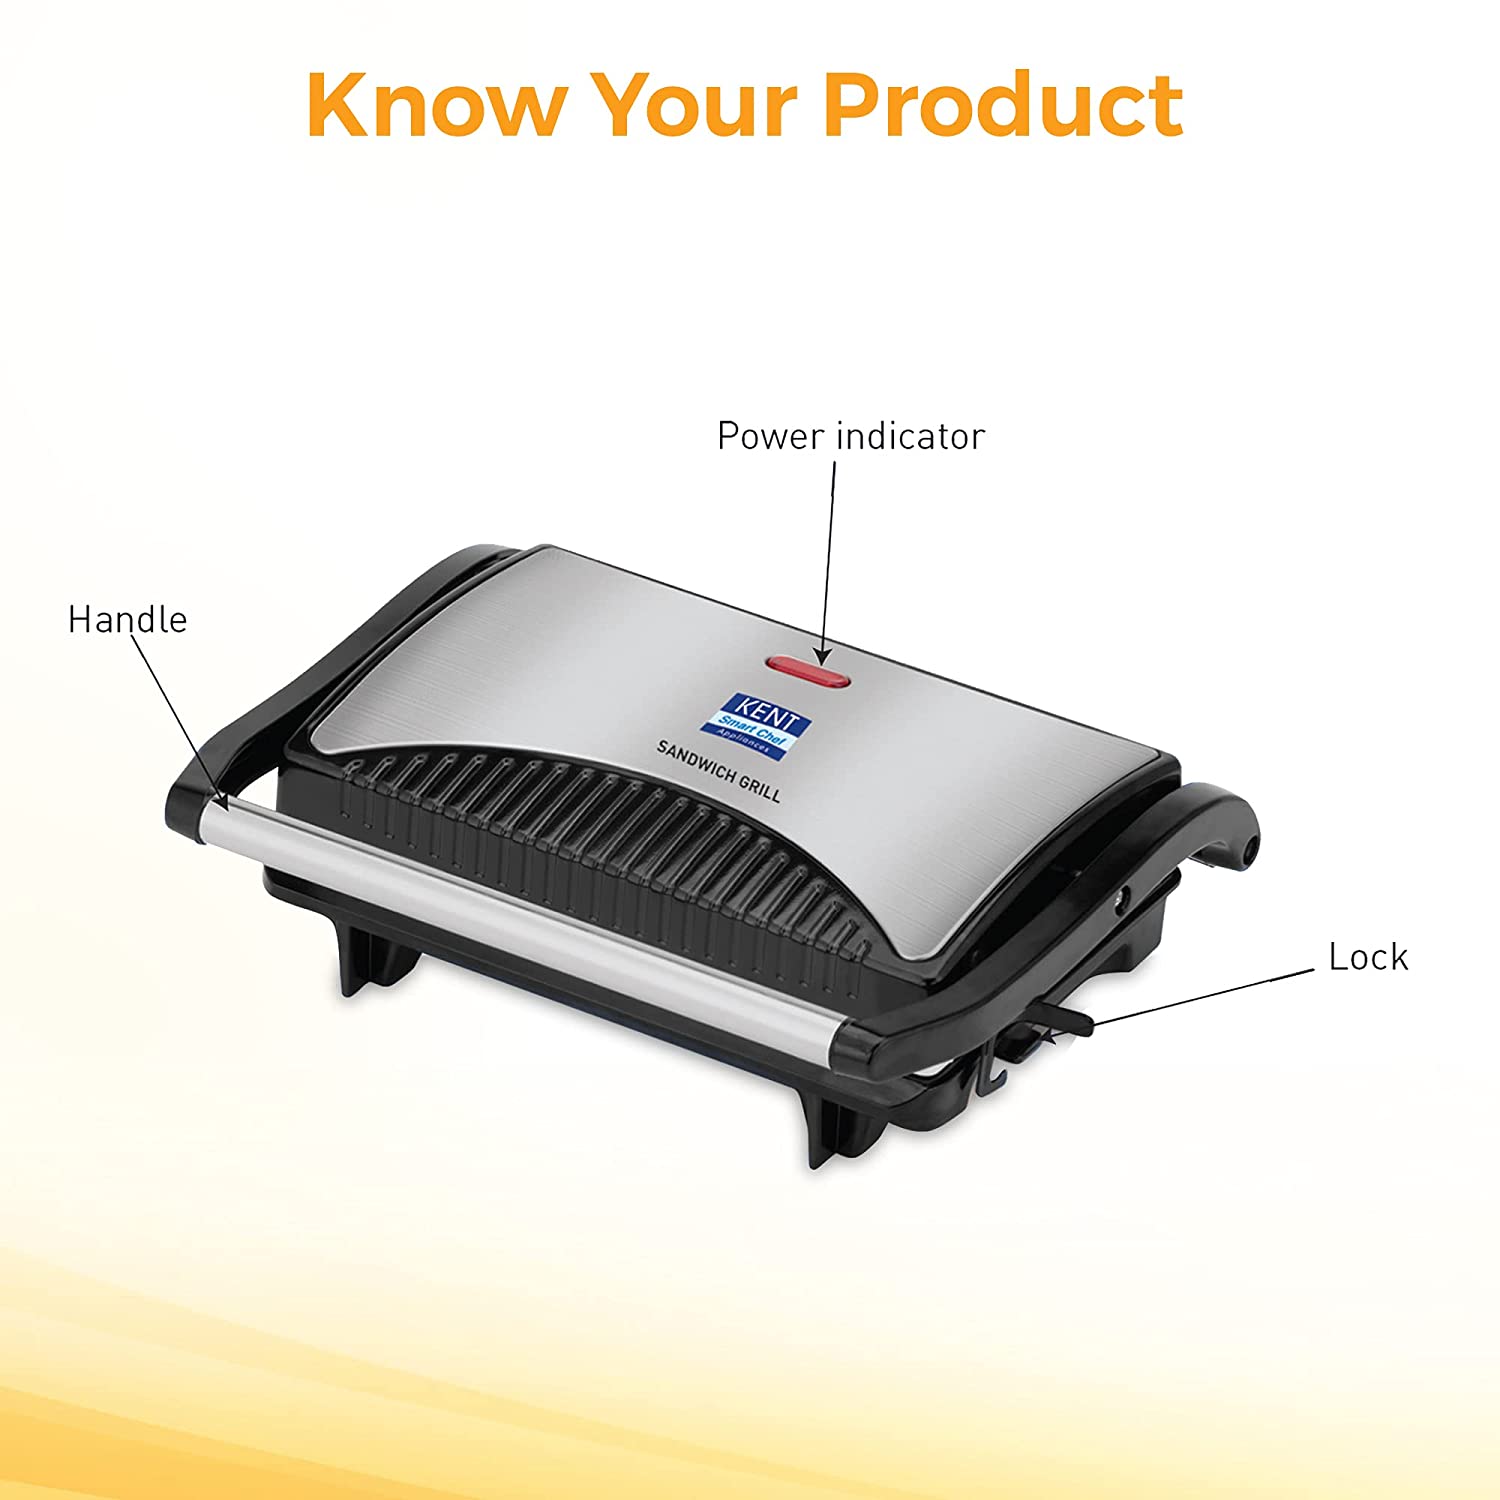 Know Your Product
Power indicator
Handle
KENT
Smart Chef
Appliances
SANDWICH GRILL
Lock